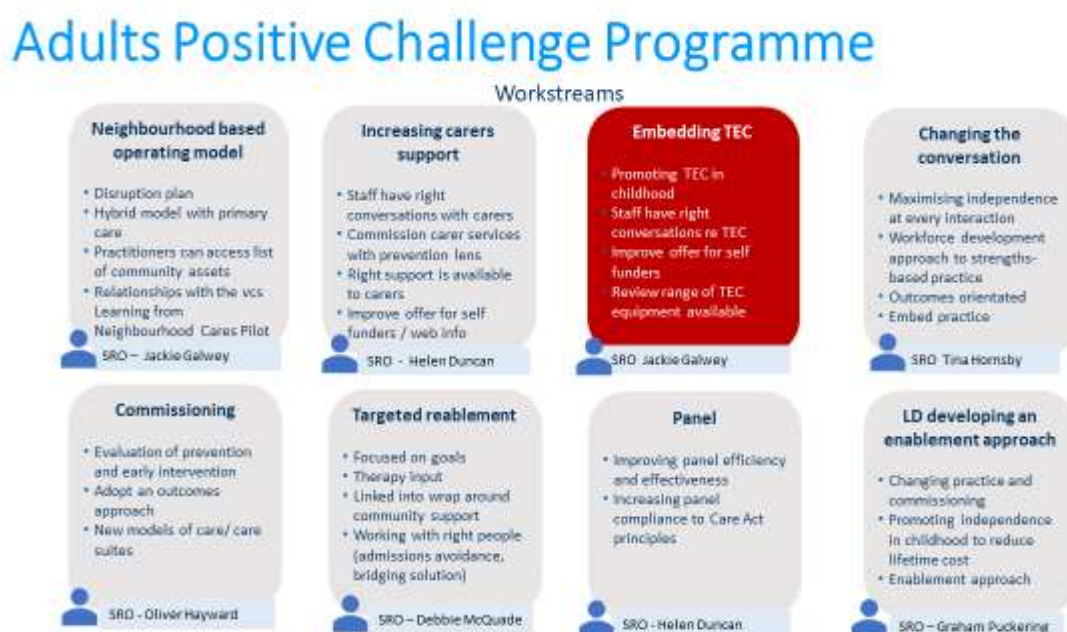 Adults Positive Challenge Programme
Workstreams
Neighbourhood based
operating model
• Disruption plan
• Hybrid model with primary
care
• Practitioners can access list
of community assets
• Relationships with the vcs
Learning from
Neighbourhood Cares Pilot
SRO – Jackie Galwey
Increasing carers
support
• Staff have right
conversations with carers
• Commission carer services
with prevention lens
• Right support is available
to carers
• Improve offer for self
funders / web info
SRO - Helen Duncan
Embedding TEC
• Promoting TEC in
childhood
• Staff have right
conversations re TEC
• Improve offer for self
funders
• Review range of TEC
equipment available
SRO Jackie Galwey
Changing the
conversation
• Maximising independence
at every interaction
• Workforce development
approach to strengths-
based practice
• Outcomes orientated
• Embed practice
SRO Tina Hornsby
Commissioning
• Evaluation of prevention
and early intervention
• Adopt an outcomes
approach
• New models of care/ care
suites
SRO - Oliver Hayward
Targeted reablement
• Focused on goals
• Therapy input
• Linked into wrap around
community support
• Working with right people
(admissions avoidance,
bridging solution)
SRO – Debbie McQuade
Panel
• Improving panel efficiency
and effectiveness
• Increasing panel
compliance to Care Act
principles
SRO - Helen Duncan
LD developing an
enablement approach
• Changing practice and
commissioning
• Promoting independence
in childhood to reduce
lifetime cost
• Enablement approach
SRO – Graham Puckering